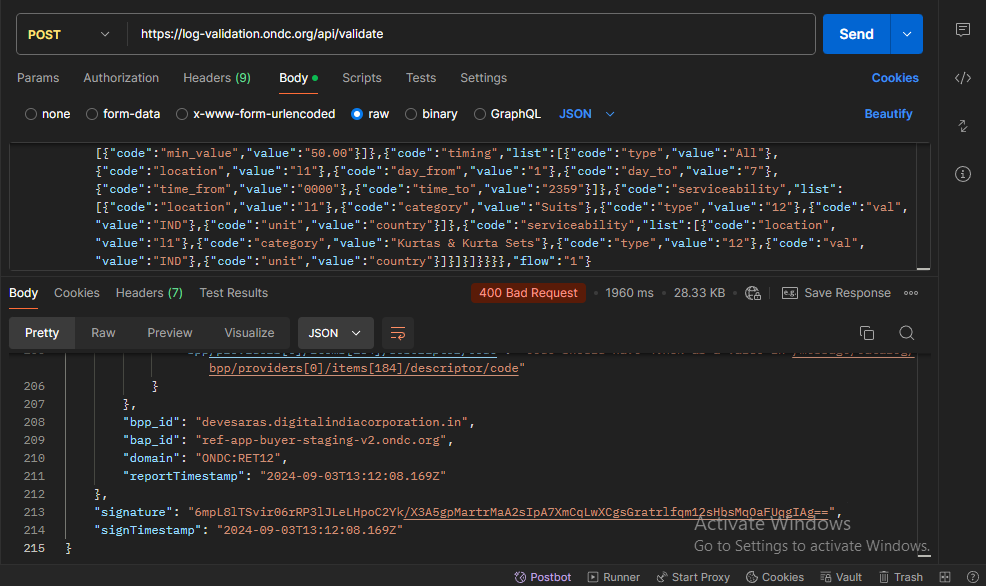 POST https://log-validation.ondc.org/api/validate Send
Params Authorization Headers (9) Body Scripts Tests Settings Cookies
none form-data x-www-form-urlencoded raw binary GraphQL JSON Beautify
[{"code":"min_value","value":"50.00"}]},{"code":"timing","list":[{"code":"type","value":"All"},
{"code":"location","value":"l1"},{"code":"day_from","value":"1"},{"code":"day_to","value":"7"},
{"code":"time_from","value":"0000"},{"code":"time_to","value":"2359"}]},{"code":"serviceability","list":
[{"code":"location","value":"l1"},{"code":"category","value":"Suits"},{"code":"type","value":"12"},{"code":"val",
"value":"IND"},{"code":"unit","value":"country"}]},{"code":"serviceability","list":[{"code":"location",
"value":"l1"},{"code":"category","value":"Kurtas & Kurta Sets"},{"code":"type","value":"12"},{"code":"val",
"value":"IND"},{"code":"unit","value":"country"}]}]}]}}}},"flow":"1"}
Body Cookies Headers (7) Test Results 400 Bad Request 1960 ms 28.33 KB e.g. Save Response
Pretty Raw Preview Visualize JSON
bpp/providers[0]/items[184]/descriptor/code"
206 }
207 },
208 "bpp_id": "devesaras.digitalindiacorporation.in",
209 "bap_id": "ref-app-buyer-staging-v2.ondc.org",
210 "domain": "ONDC:RET12",
211 "reportTimestamp": "2024-09-03T13:12:08.169Z"
212 },
213 "signature": "6mpL8lTSvir06rRP3lJLeLHpoC2Yk/X3A5gpMartrMaA2sIpA7XmCqLwXCgsGratrlfqm12sHbsMqOaFUqgIAg==",
214 "signTimestamp": "2024-09-03T13:12:08.169Z"
215 }
Activate Windows
Go to Settings to activate Windows.
Postbot Runner Start Proxy Cookies Vault Trash